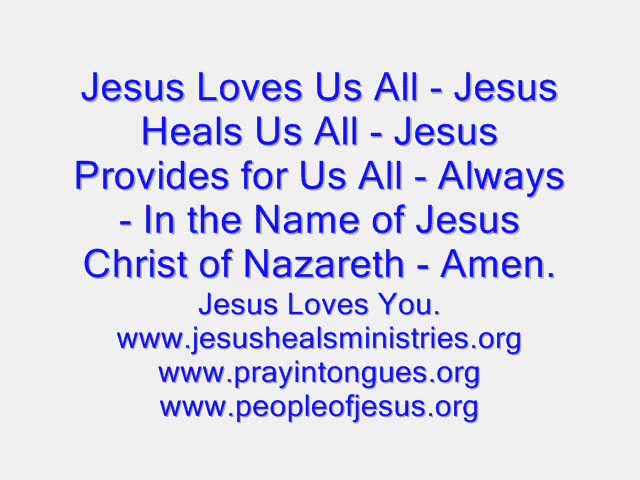 Jesus Loves Us All - Jesus
Heals Us All - Jesus
Provides for Us All - Always
- In the Name of Jesus
Christ of Nazareth - Amen.
Jesus Loves You.
www.jesushealsministries.org
www.prayintongues.org
www.peopleofjesus.org